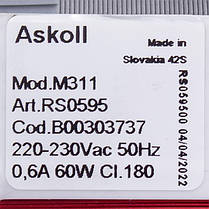 Askoll
Made in
Slovakia 42S
Mod.M311
Art.RS0595
Cod.B00303737
220-230Vac 50Hz
0,6A 60W Cl.180
RS059500 04/04/2022